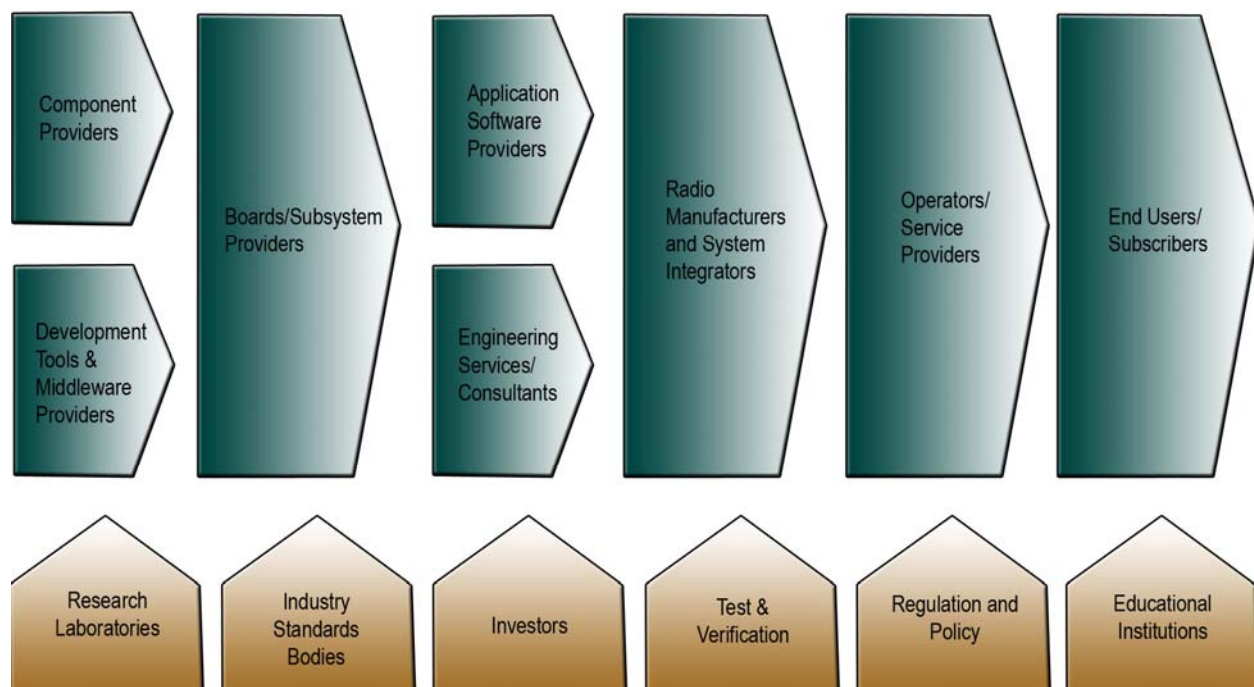 Component
Providers
Development
Tools &
Middleware
Providers
Boards/Subsystem
Providers
Application
Software
Providers
Engineering
Services/
Consultants
Radio
Manufacturers
and System
Integrators
Operators/
Service
Providers
End Users/
Subscribers
Research
Laboratories
Industry
Standards
Bodies
Investors
Test &
Verification
Regulation and
Policy
Educational
Institutions